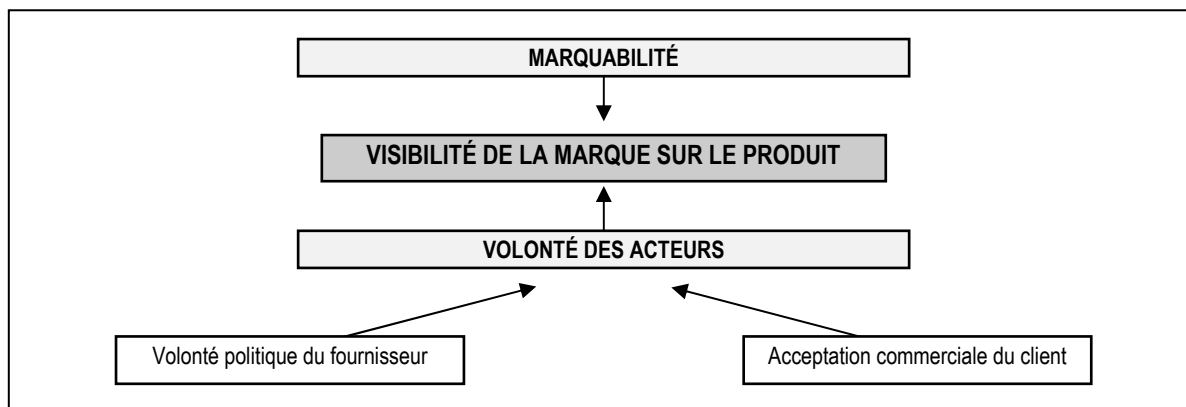 MARQUABILITÉ
VISIBILITÉ DE LA MARQUE SUR LE PRODUIT
VOLONTÉ DES ACTEURS
Volonté politique du fournisseur
Acceptation commerciale du client